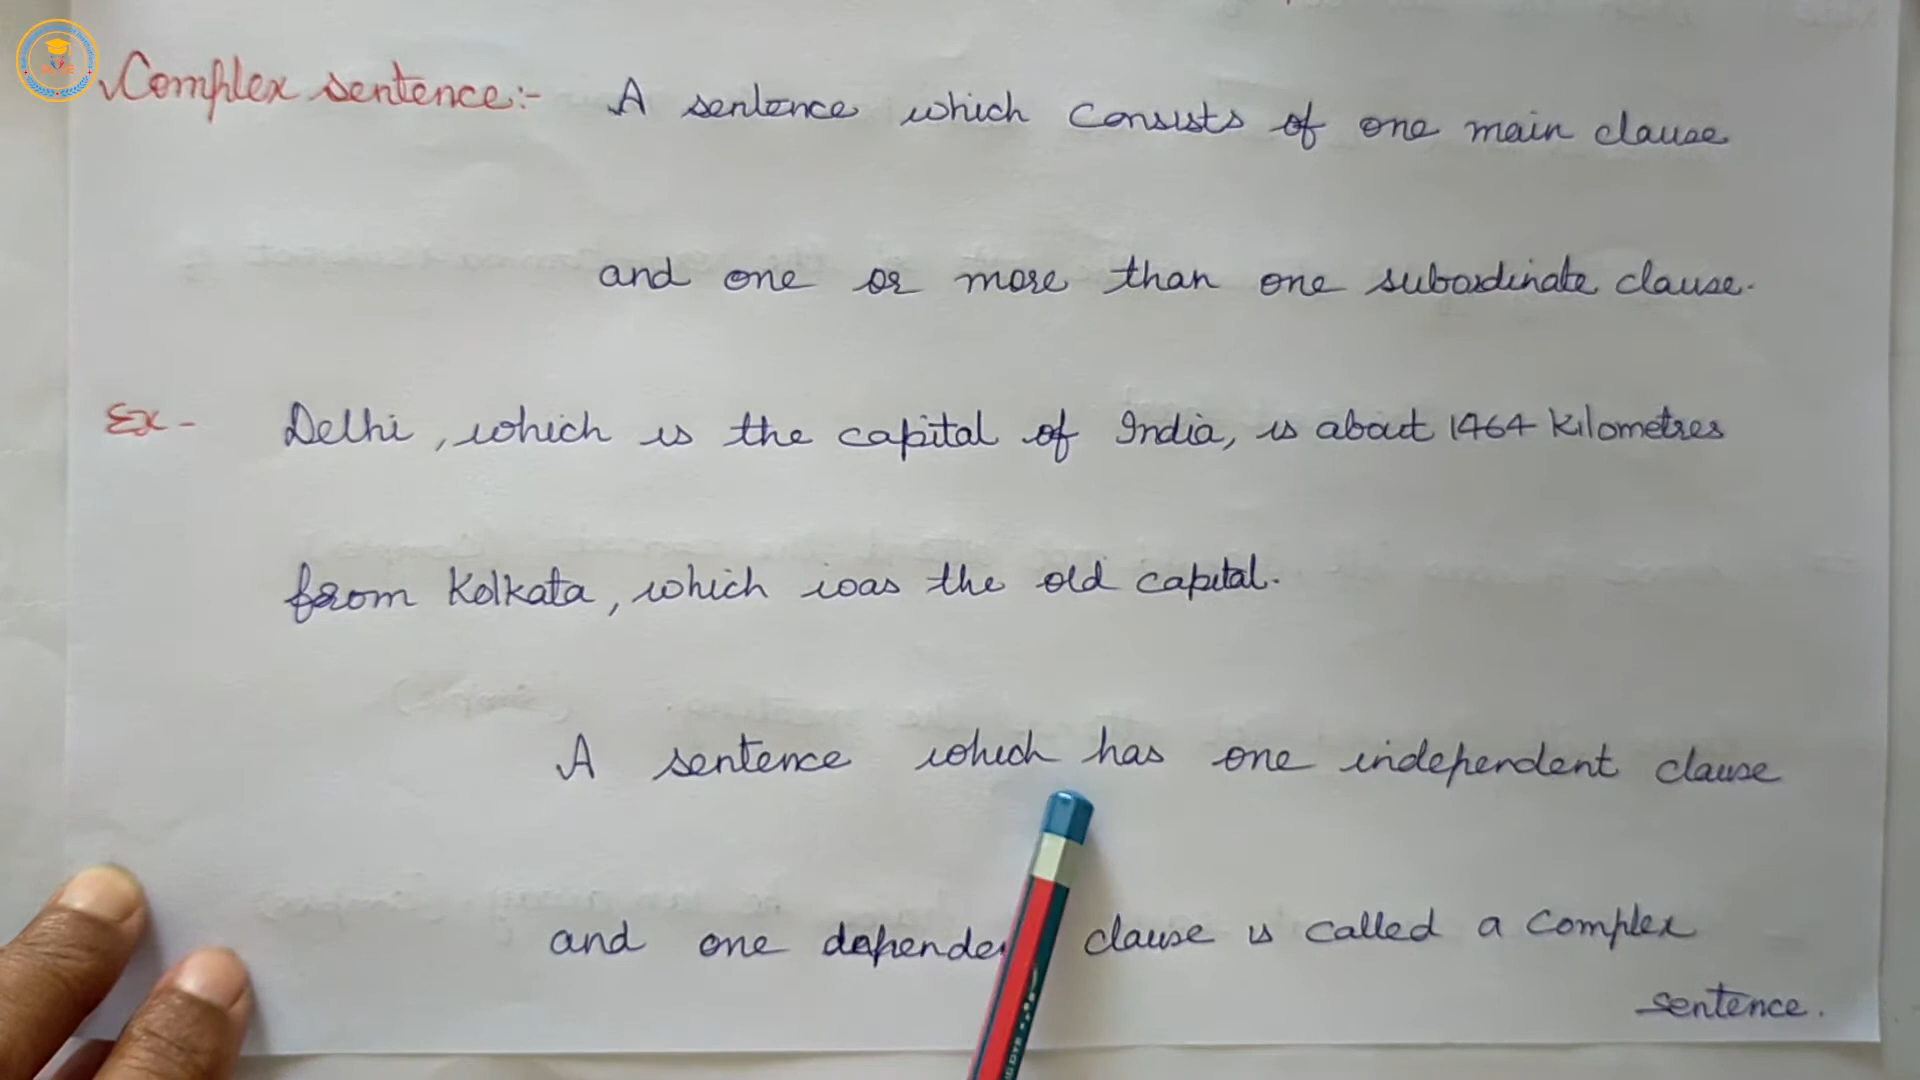 Complex sentence:- A sentence which consists of one main clause
and one or more than one subordinate clause.
Ex- Delhi, which is the capital of India, is about 1464 kilometres
from Kolkata, which was the old capital.
A sentence which has one independent clause
and one depende clause is called a complex
sentence.